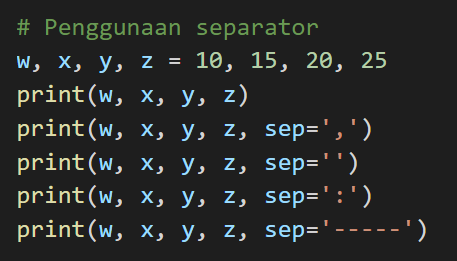 # Penggunaan separator
w, x, y, z = 10, 15, 20, 25
print(w, x, y, z)
print(w, x, y, z, sep=',')
print(w, x, y, z, sep='')
print(w, x, y, z, sep=':')
print(w, x, y, z, sep='-----')